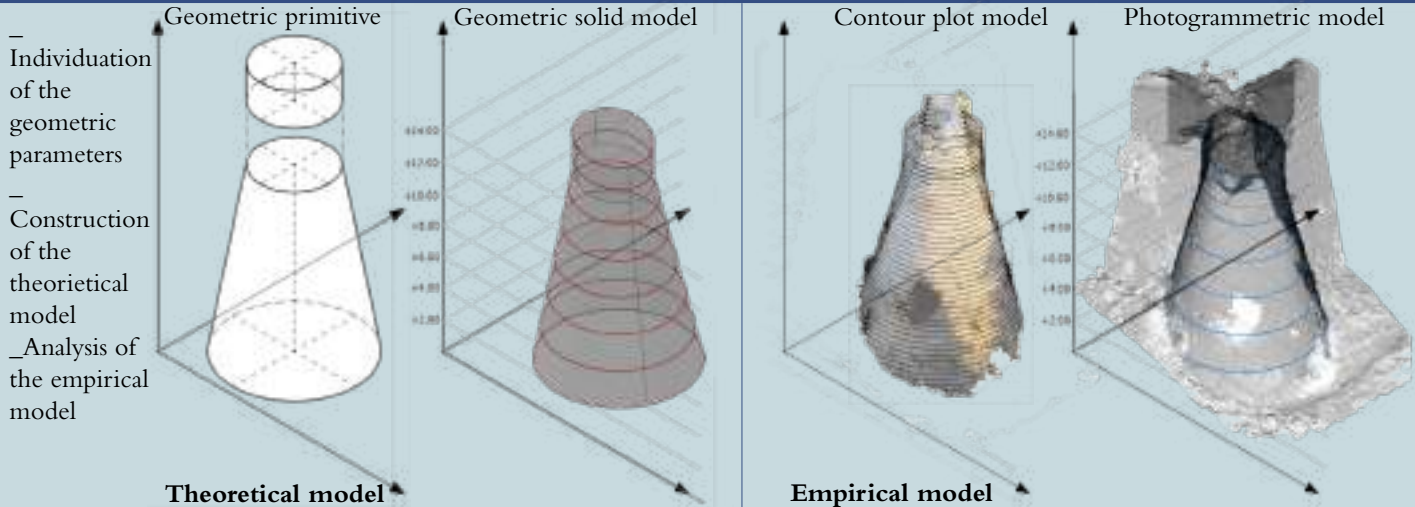 Geometric primitive
Geometric solid model
Contour plot model
Photogrammetric model
_
Individuation
of the
geometric
parameters
_
Construction
of the
theorietical
model
_Analysis of
the empirical
model
Theoretical model
Empirical model